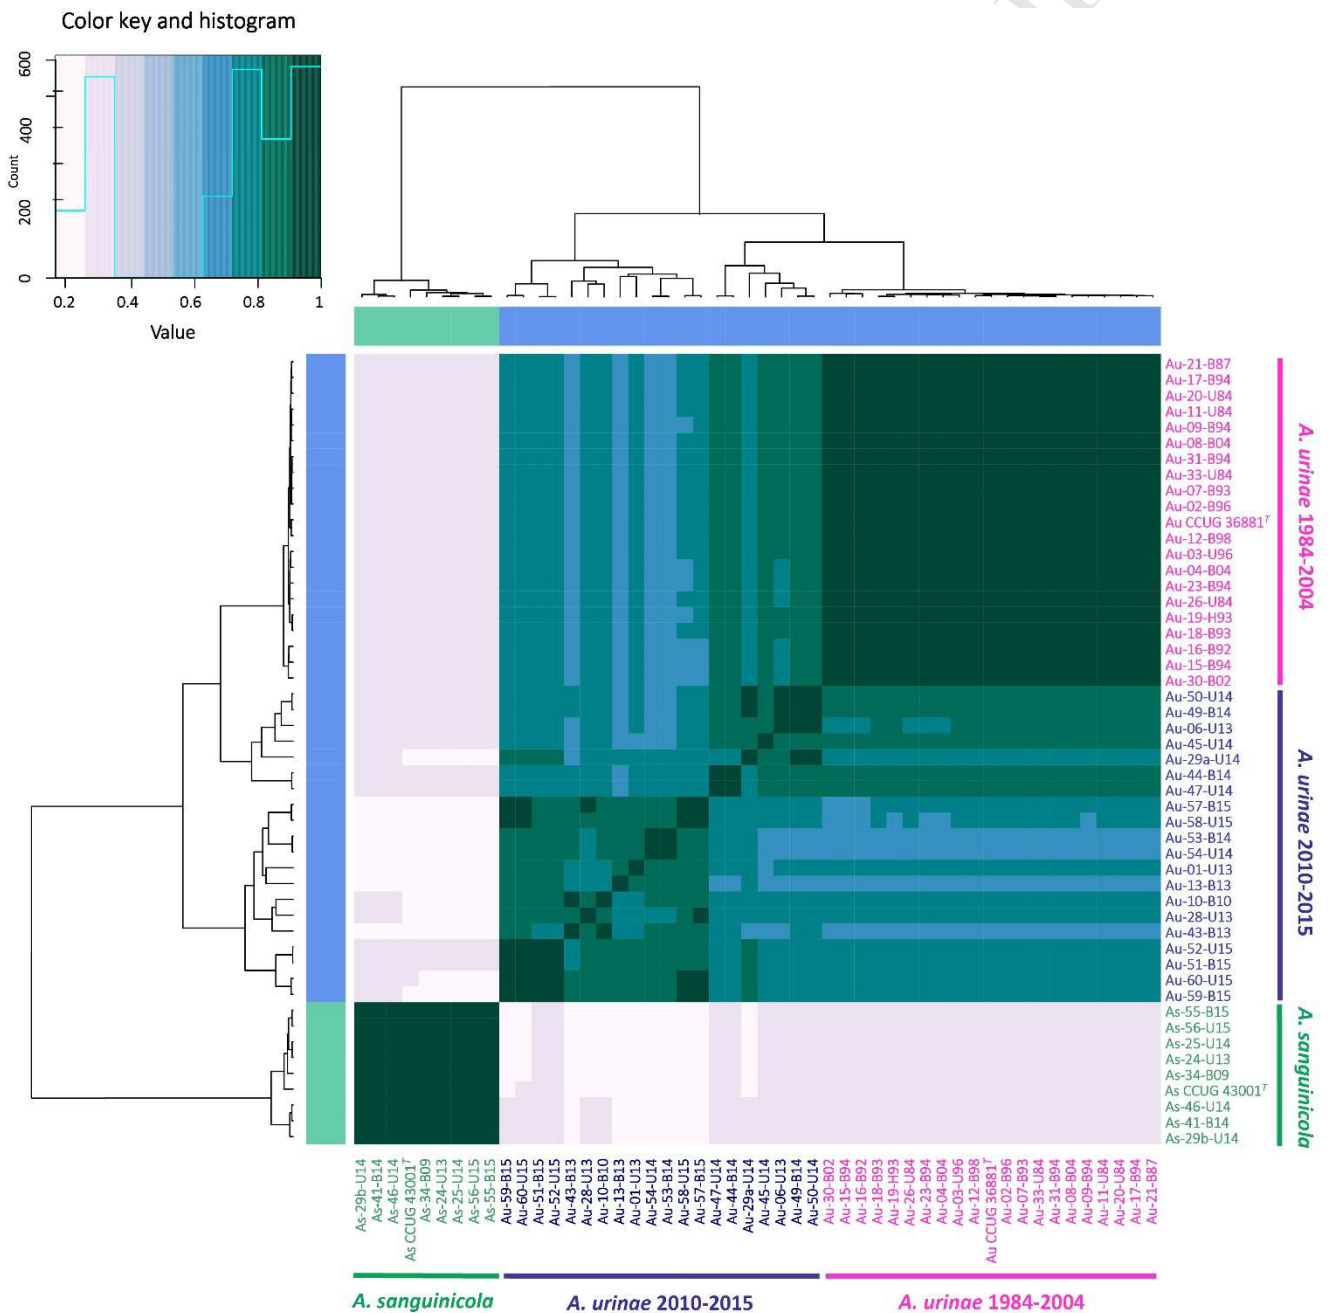 Color key and histogram
600
400
200
0
Count
0.2 0.4 0.6 0.8 1
Value
Au-21-B87
Au-17-B94
Au-20-U84
Au-11-U84
Au-09-B94
Au-08-B04
Au-31-B94
Au-33-U84
Au-07-B93
Au-02-B96
Au CCUG 36881ᵀ
Au-12-B98
Au-03-U96
Au-04-B04
Au-23-B94
Au-26-U84
Au-19-H93
Au-18-B93
Au-16-B92
Au-15-B94
Au-30-B02
Au-50-U14
Au-49-B14
Au-06-U13
Au-45-U14
Au-29a-U14
Au-44-B14
Au-47-U14
Au-57-B15
Au-58-U15
Au-53-B14
Au-54-U14
Au-01-U13
Au-13-B13
Au-10-B10
Au-28-U13
Au-43-B13
Au-52-U15
Au-51-B15
Au-60-U15
Au-59-B15
As-55-B15
As-56-U15
As-25-U14
As-24-U13
As-34-B09
As CCUG 43001ᵀ
As-46-U14
As-41-B14
As-29b-U14
A. urinae 1984-2004
A. urinae 2010-2015
A. sanguinicola
As-29b-U14
As-41-B14
As-46-U14
As CCUG 43001ᵀ
As-34-B09
As-24-U13
As-25-U14
As-56-U15
As-55-B15
Au-59-B15
Au-60-U15
Au-51-B15
Au-52-U15
Au-43-B13
Au-28-U13
Au-10-B10
Au-13-B13
Au-01-U13
Au-54-U14
Au-53-B14
Au-58-U15
Au-57-B15
Au-47-U14
Au-44-B14
Au-29a-U14
Au-45-U14
Au-06-U13
Au-49-B14
Au-50-U14
Au-30-B02
Au-15-B94
Au-16-B92
Au-18-B93
Au-19-H93
Au-26-U84
Au-23-B94
Au-04-B04
Au-03-U96
Au-12-B98
Au CCUG 36881ᵀ
Au-02-B96
Au-07-B93
Au-33-U84
Au-31-B94
Au-08-B04
Au-09-B94
Au-11-U84
Au-20-U84
Au-17-B94
Au-21-B87
A. sanguinicola
A. urinae 2010-2015
A. urinae 1984-2004